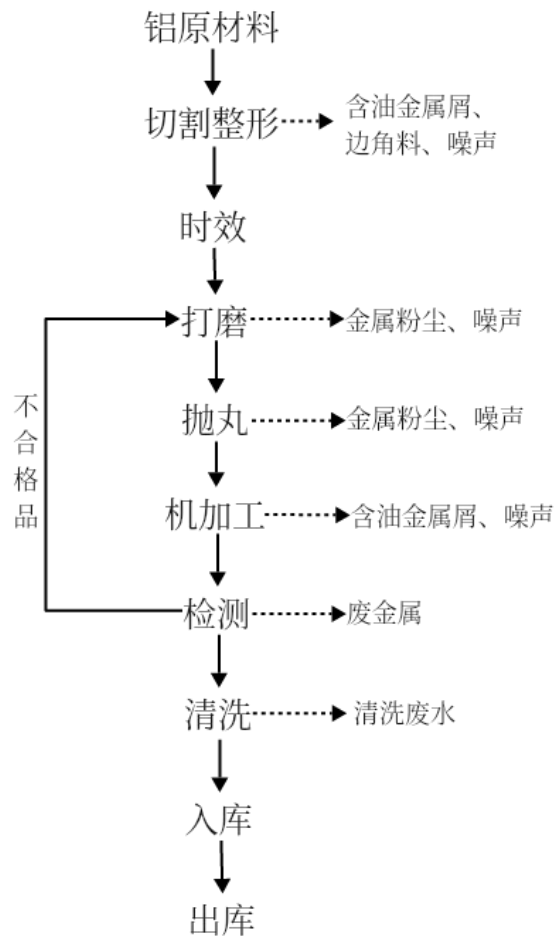 铝原材料
切割整形
含油金属屑、
边角料、噪声
时效
打磨
金属粉尘、噪声
抛丸
金属粉尘、噪声
不合格品
机加工
含油金属屑、噪声
检测
废金属
清洗
清洗废水
入库
出库